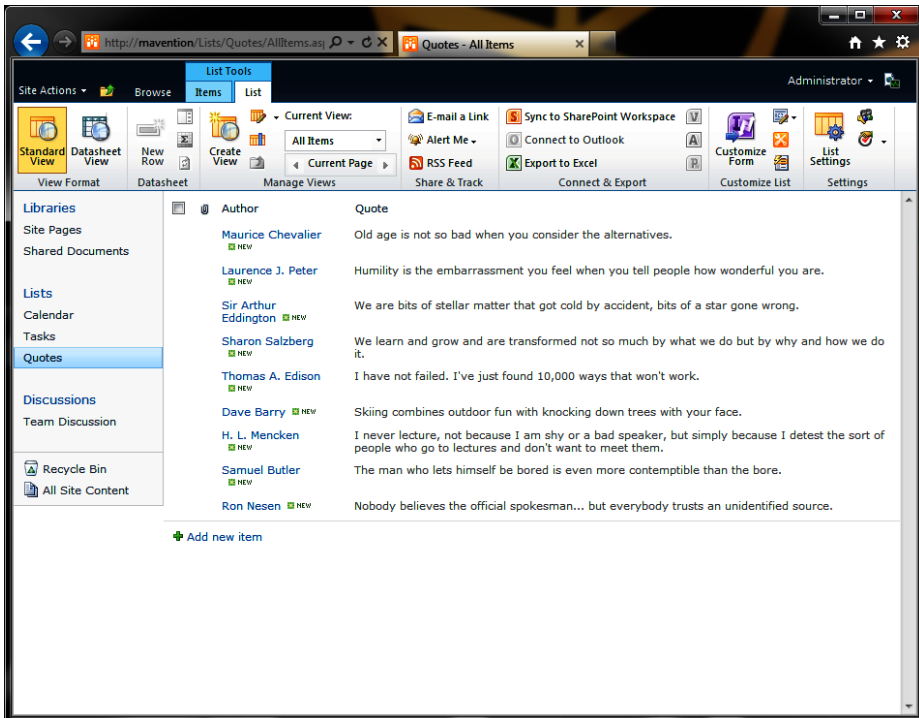 http://mavention/Lists/Quotes/AllItems.as
Quotes - All Items
Site Actions
Browse
List Tools
Items
List
Administrator
Standard View
Datasheet View
View Format
New Row
Datasheet
Create View
Current View:
All Items
Current Page
Manage Views
E-mail a Link
Alert Me
RSS Feed
Share & Track
Sync to SharePoint Workspace
Connect to Outlook
Export to Excel
Connect & Export
Customize Form
Customize List
List Settings
Settings
Libraries
Site Pages
Shared Documents
Lists
Calendar
Tasks
Quotes
Discussions
Team Discussion
Recycle Bin
All Site Content
Author Quote
Maurice Chevalier Old age is not so bad when you consider the alternatives.
NEW
Laurence J. Peter Humility is the embarrassment you feel when you tell people how wonderful you are.
NEW
Sir Arthur We are bits of stellar matter that got cold by accident, bits of a star gone wrong.
Eddington NEW
Sharon Salzberg We learn and grow and are transformed not so much by what we do but by why and how we do
NEW it.
Thomas A. Edison I have not failed. I've just found 10,000 ways that won't work.
NEW
Dave Barry NEW Skiing combines outdoor fun with knocking down trees with your face.
H. L. Mencken I never lecture, not because I am shy or a bad speaker, but simply because I detest the sort of
NEW people who go to lectures and don't want to meet them.
Samuel Butler The man who lets himself be bored is even more contemptible than the bore.
NEW
Ron Nesen NEW Nobody believes the official spokesman... but everybody trusts an unidentified source.
Add new item